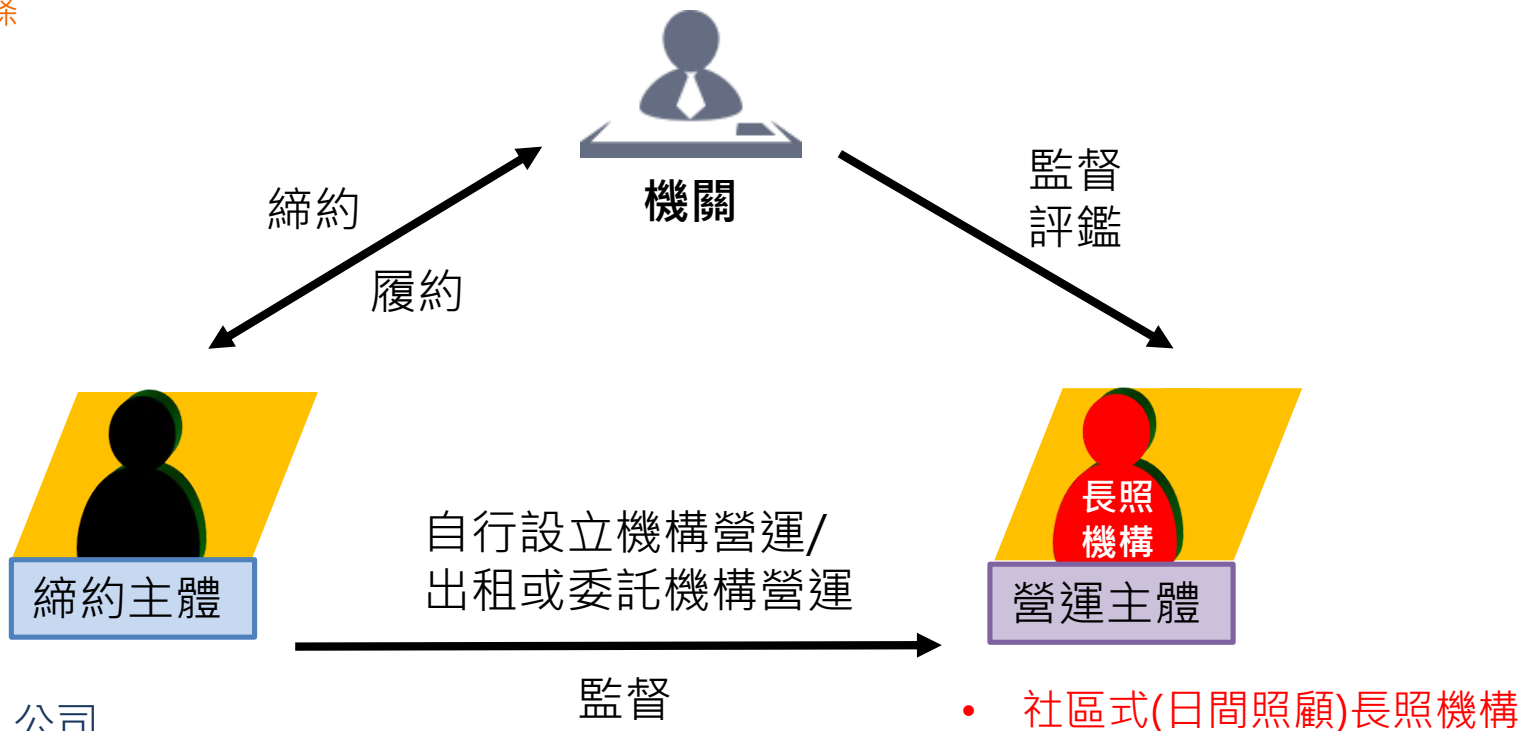 條
機關
締約
履約
監督
評鑑
長照
機構
締約主體
自行設立機構營運/
出租或委託機構營運
監督
營運主體
公司
• 社區式(日間照顧)長照機構